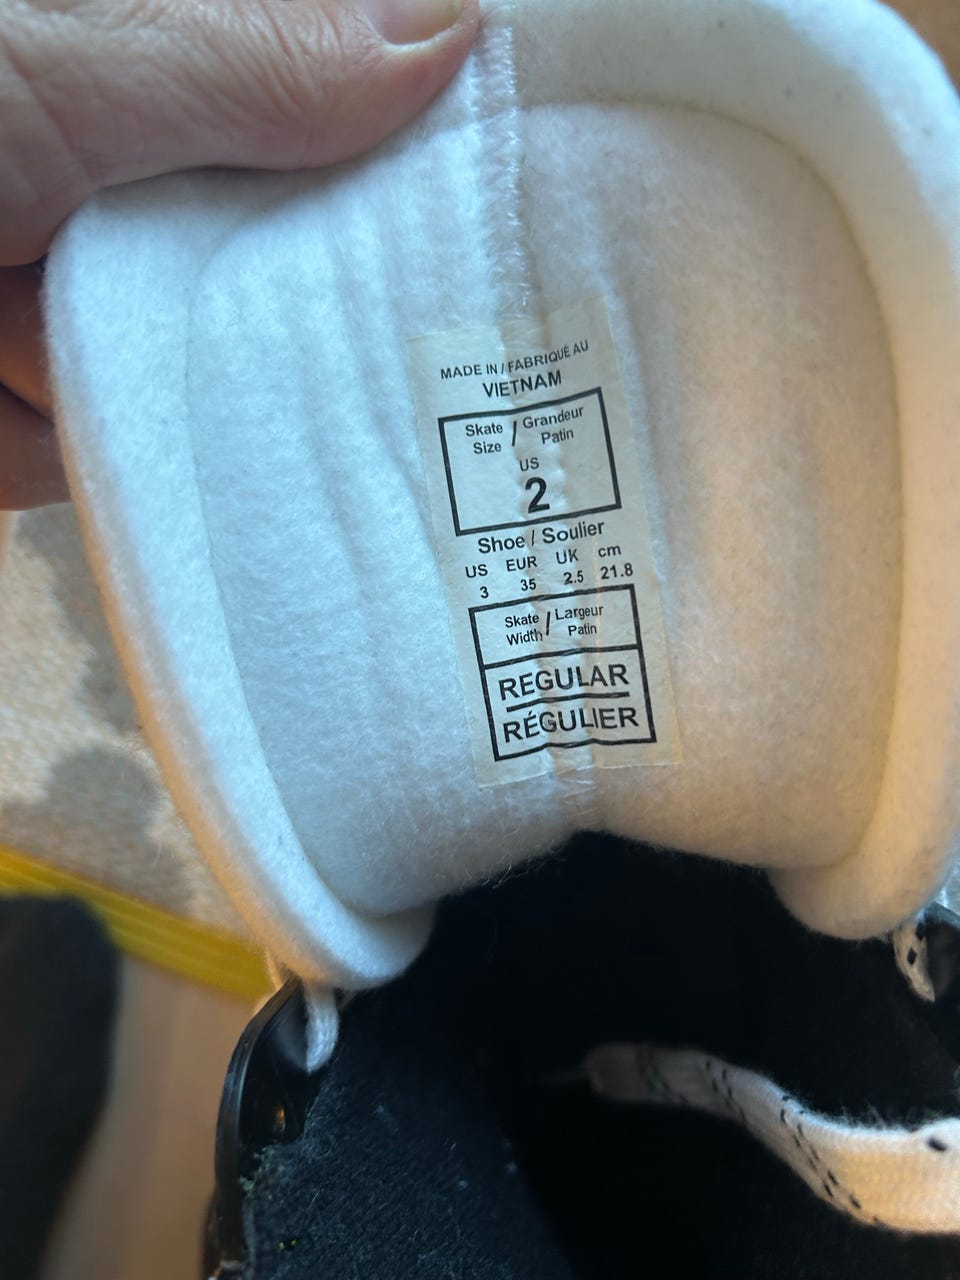 MADE IN / FABRIQUÉ AU
VIETNAM
Skate / Grandeur
Size Patin
US
2
Shoe / Soulier
US EUR UK cm
3 35 2.5 21.8
Skate / Largeur
Width Patin
REGULAR
RÉGULIER